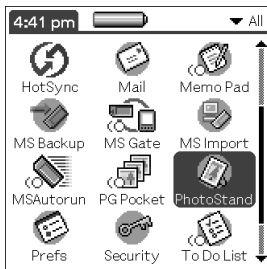 4:41 pm All
HotSync Mail Memo Pad
MS Backup MS Gate MS Import
MSAutorun PG Pocket PhotoStand
Prefs Security To Do List